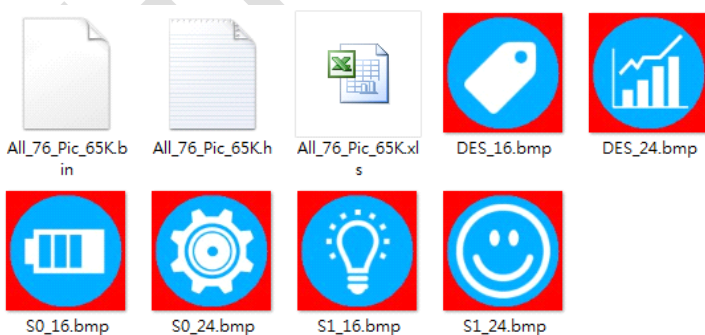 All_76_Pic_65K.b
in
All_76_Pic_65K.h
All_76_Pic_65K.xl
s
DES_16.bmp
DES_24.bmp
S0_16.bmp
S0_24.bmp
S1_16.bmp
S1_24.bmp